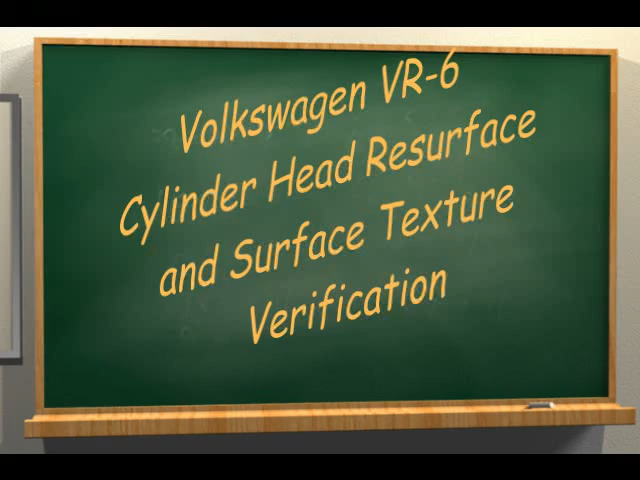 Volkswagen VR-6
Cylinder Head Resurface
and Surface Texture
Verification